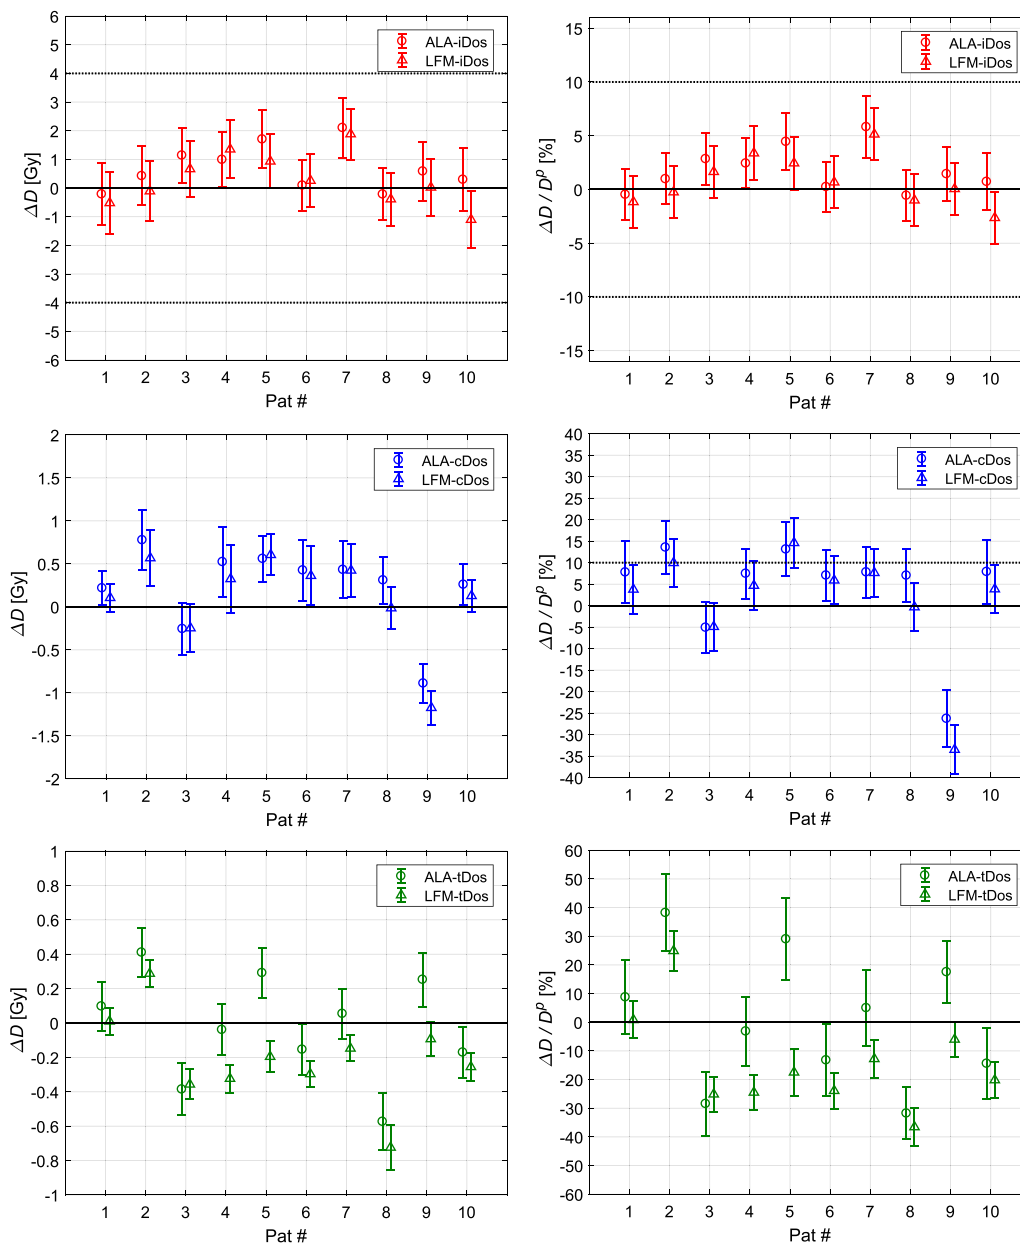 6
5
4
3
2
1
0
-1
-2
-3
-4
-5
-6
ΔD [Gy]
ALA-iDos
LFM-iDos
1 2 3 4 5 6 7 8 9 10
Pat #
15
10
5
0
-5
-10
-15
ΔD / Dᵖ [%]
ALA-iDos
LFM-iDos
1 2 3 4 5 6 7 8 9 10
Pat #
2
1.5
1
0.5
0
-0.5
-1
-1.5
-2
ΔD [Gy]
ALA-cDos
LFM-cDos
1 2 3 4 5 6 7 8 9 10
Pat #
40
35
30
25
20
15
10
5
0
-5
-10
-15
-20
-25
-30
-35
-40
ΔD / Dᵖ [%]
ALA-cDos
LFM-cDos
1 2 3 4 5 6 7 8 9 10
Pat #
1
0.8
0.6
0.4
0.2
0
-0.2
-0.4
-0.6
-0.8
-1
ΔD [Gy]
ALA-tDos
LFM-tDos
1 2 3 4 5 6 7 8 9 10
Pat #
60
50
40
30
20
10
0
-10
-20
-30
-40
-50
-60
ΔD / Dᵖ [%]
ALA-tDos
LFM-tDos
1 2 3 4 5 6 7 8 9 10
Pat #